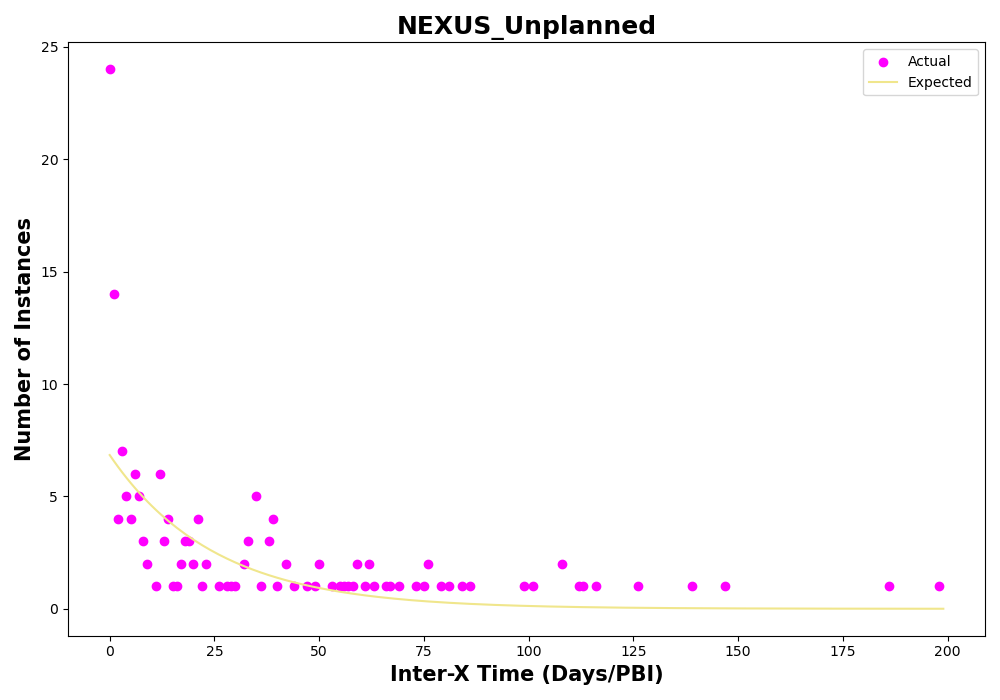 NEXUS_Unplanned
Actual
Expected
Number of Instances
25
20
15
10
5
0
0 25 50 75 100 125 150 175 200
Inter-X Time (Days/PBI)